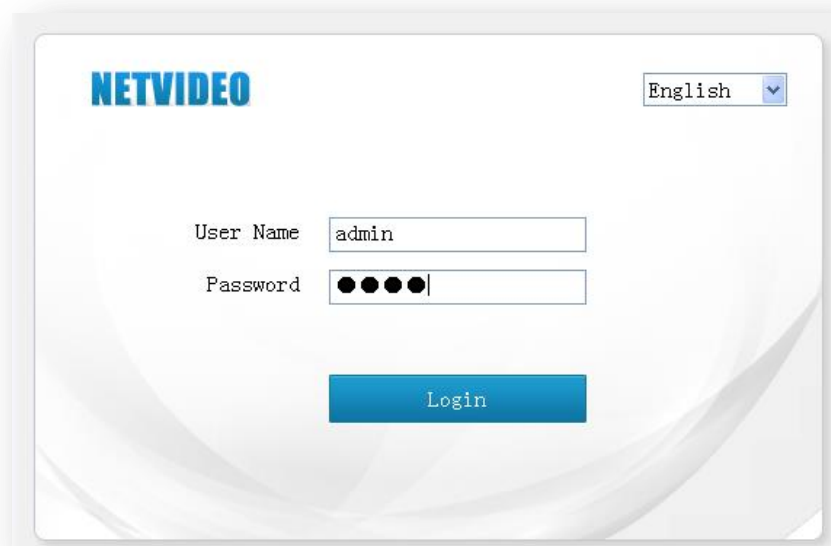 NETVIDEO
English
User Name
admin
Password
●●●●
Login